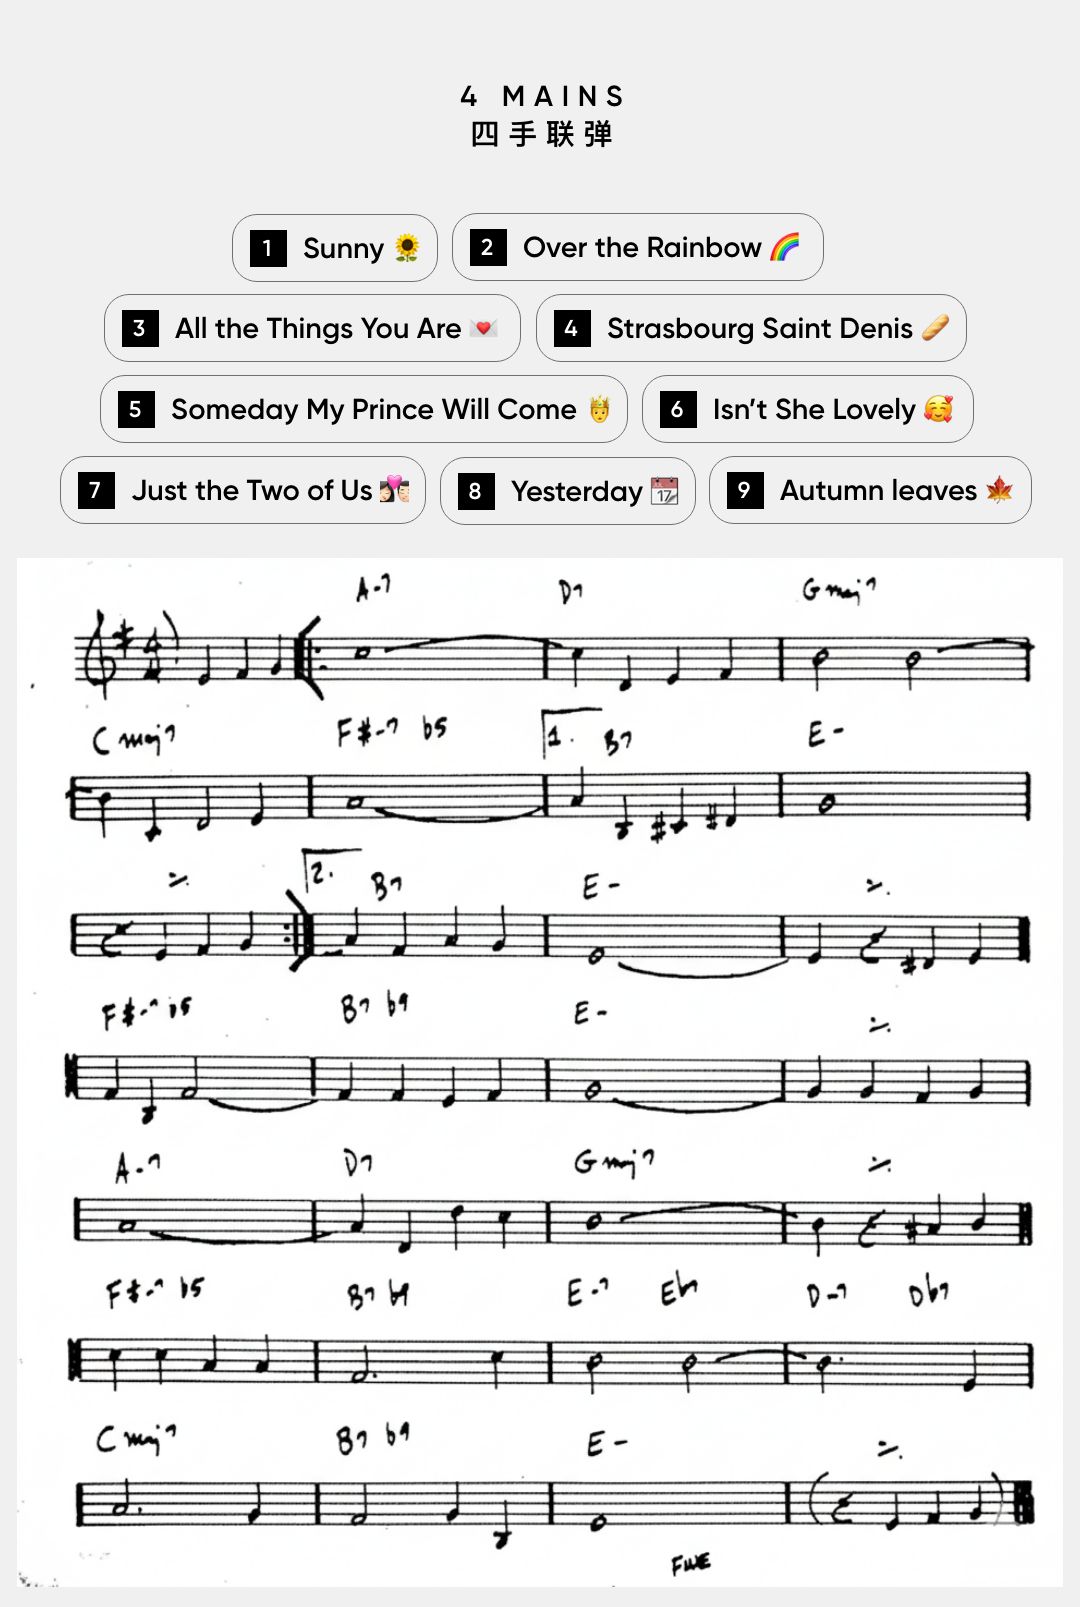 4 MAINS
四手联弹
1 Sunny 🌻 2 Over the Rainbow 🌈
3 All the Things You Are 💌 4 Strasbourg Saint Denis 🥖
5 Someday My Prince Will Come 🤴 6 Isn’t She Lovely 🥰
7 Just the Two of Us 👩‍❤️‍👨 8 Yesterday 📆 9 Autumn leaves 🍁
A-7 D7 Gmaj7
4
Cmaj7 F#-7 b5 1. B7 E-
2. B7 E-
F#-7 b5 B7 b9 E-
A-7 D7 Gmaj7
F#-7 b5 B7 b9 E-7 Eb7 D-7 Db7
Cmaj7 B7 b9 E-
FINE